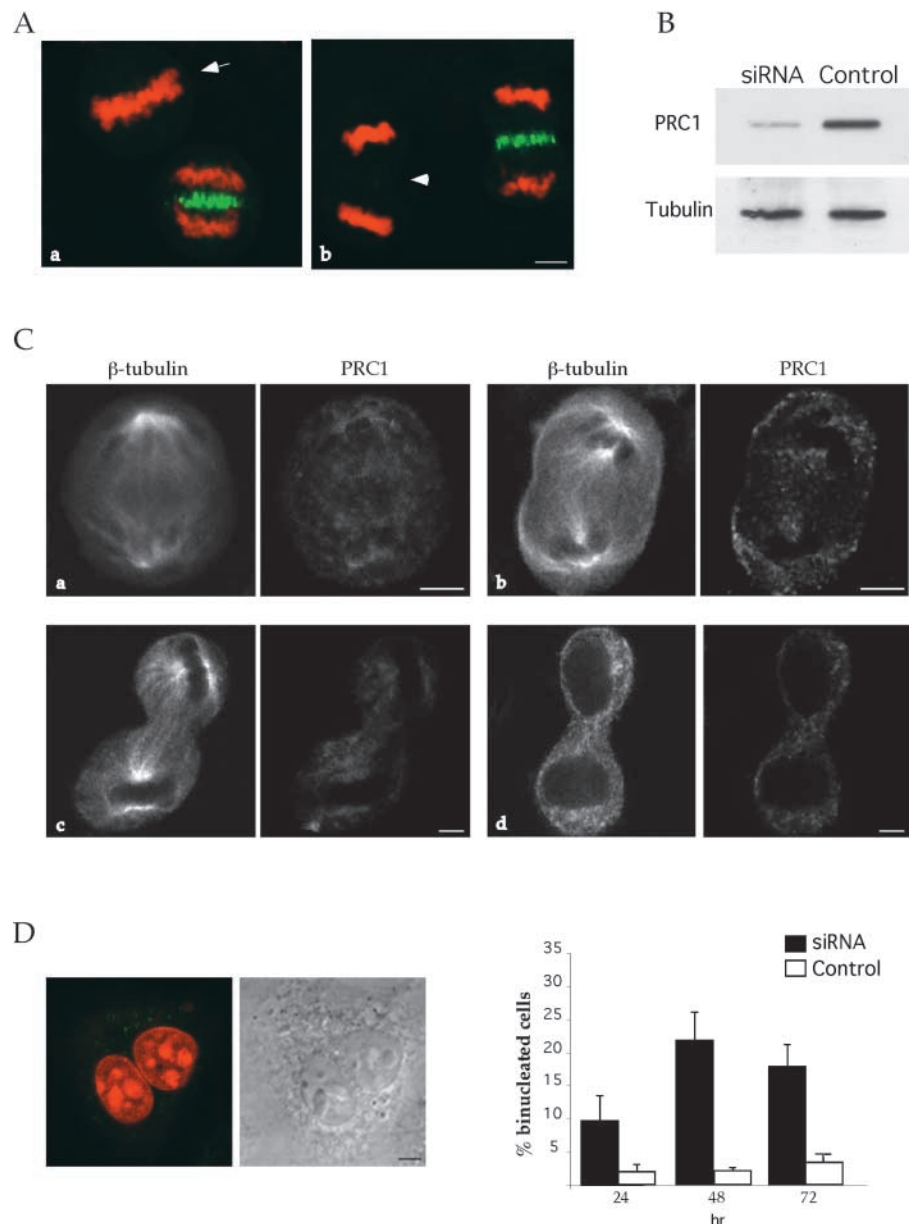 A
a
b
B
siRNA Control
PRC1
Tubulin
C
β-tubulin PRC1 β-tubulin PRC1
a
b
c
d
D
siRNA
Control
% binucleated cells
35
30
25
20
15
10
5
24 48 72
hr